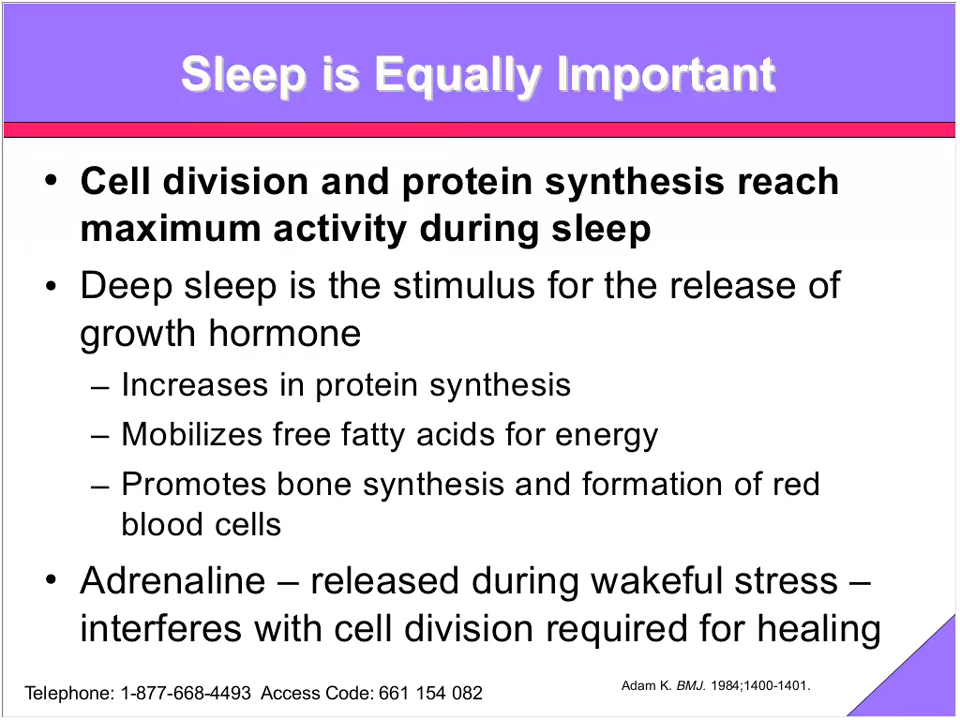 Sleep is Equally Important
• Cell division and protein synthesis reach
maximum activity during sleep
• Deep sleep is the stimulus for the release of
growth hormone
– Increases in protein synthesis
– Mobilizes free fatty acids for energy
– Promotes bone synthesis and formation of red
blood cells
• Adrenaline – released during wakeful stress –
interferes with cell division required for healing
Telephone: 1-877-668-4493 Access Code: 661 154 082
Adam K. BMJ. 1984;1400-1401.